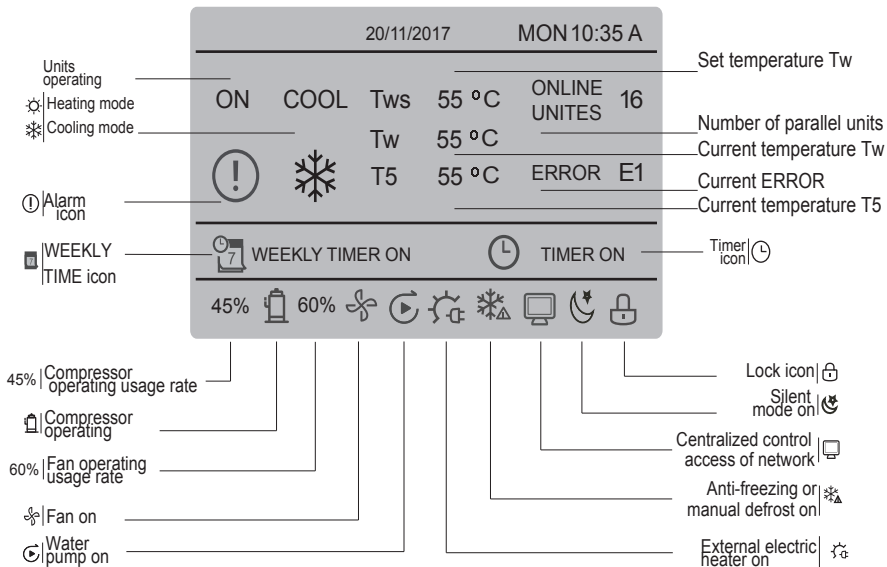 20/11/2017 MON 10:35 A
Units
operating
Heating mode
Cooling mode
Set temperature Tw
ON COOL Tws 55 °C ONLINE UNITES 16
Tw 55 °C
T5 55 °C ERROR E1
Number of parallel units
Current temperature Tw
Current ERROR
Current temperature T5
Alarm
icon
WEEKLY
TIME icon
7 WEEKLY TIMER ON TIMER ON
Timer
icon
45% 60%
45% Compressor
operating usage rate
Compressor
operating
60% Fan operating
usage rate
Fan on
Water
pump on
Lock icon
Silent
mode on
Centralized control
access of network
Anti-freezing or
manual defrost on
External electric
heater on